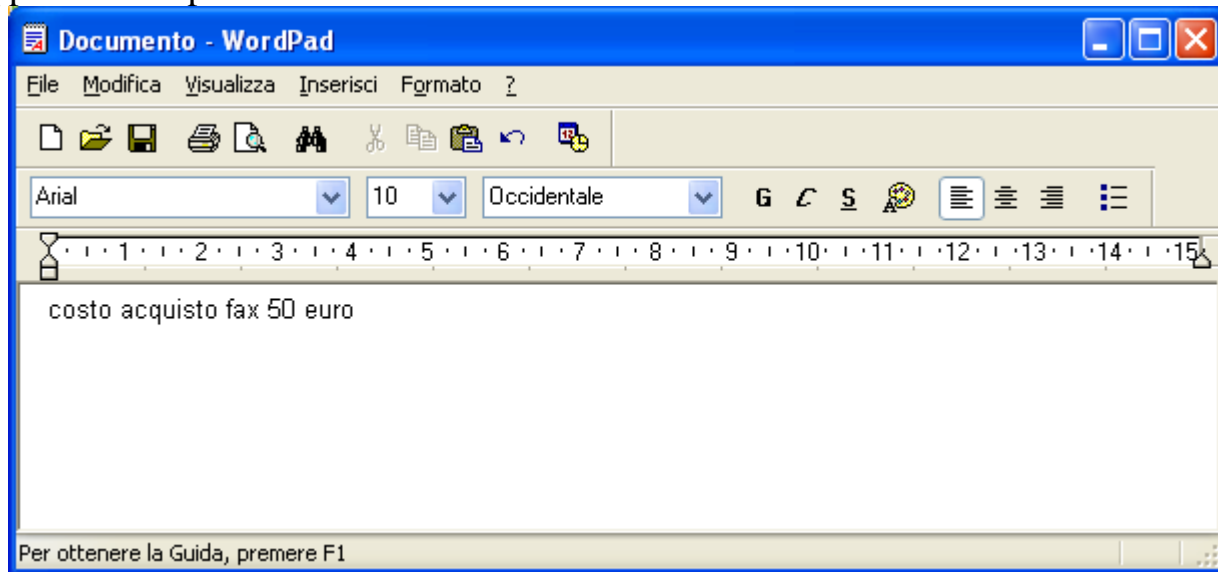 Documento - WordPad
File Modifica Visualizza Inserisci Formato ?
Arial 10 Occidentale G C S
1 2 3 4 5 6 7 8 9 10 11 12 13 14 15
costo acquisto fax 50 euro
Per ottenere la Guida, premere F1